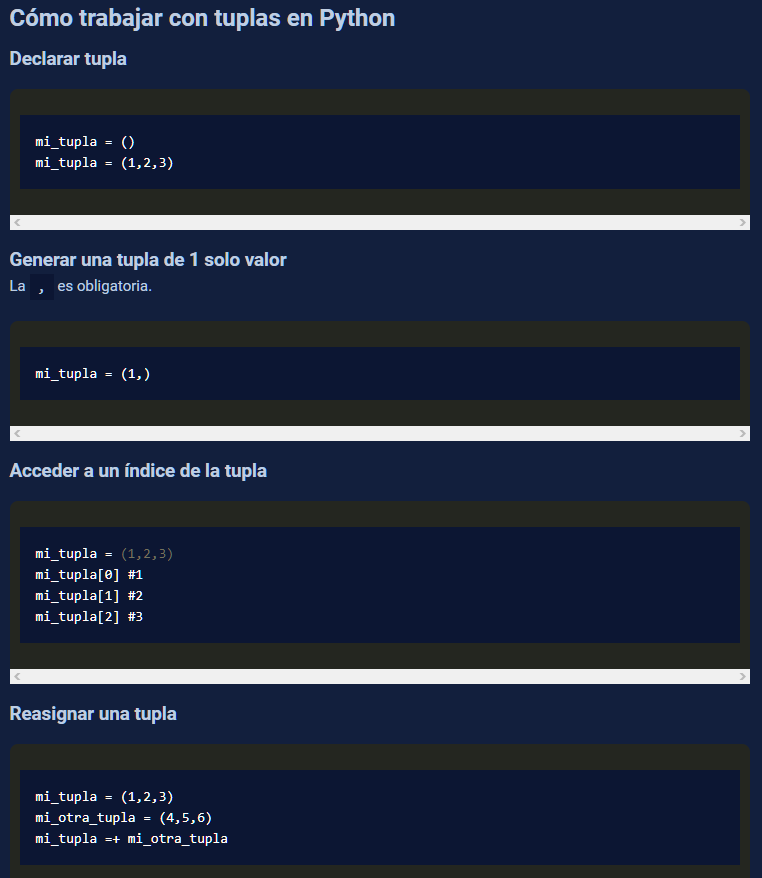 Cómo trabajar con tuplas en Python
Declarar tupla
mi_tupla = ()
mi_tupla = (1,2,3)
Generar una tupla de 1 solo valor
La , es obligatoria.
mi_tupla = (1,)
Acceder a un índice de la tupla
mi_tupla = (1,2,3)
mi_tupla[0] #1
mi_tupla[1] #2
mi_tupla[2] #3
Reasignar una tupla
mi_tupla = (1,2,3)
mi_otra_tupla = (4,5,6)
mi_tupla =+ mi_otra_tupla